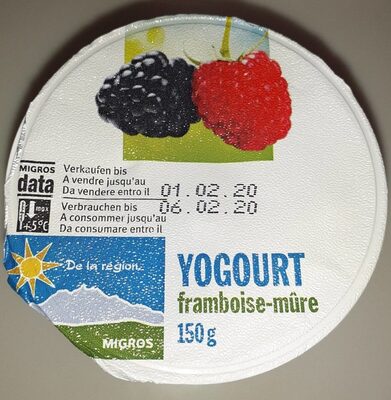 MIGROS
data
Verkaufen bis
A vendre jusqu'au
Da vendere entro il 01.02.20
max
+5°C
Verbrauchen bis
A consommer jusqu'au 06.02.20
Da consumare entro il
De la région.
MIGROS
YOGOURT
framboise-mûre
150g